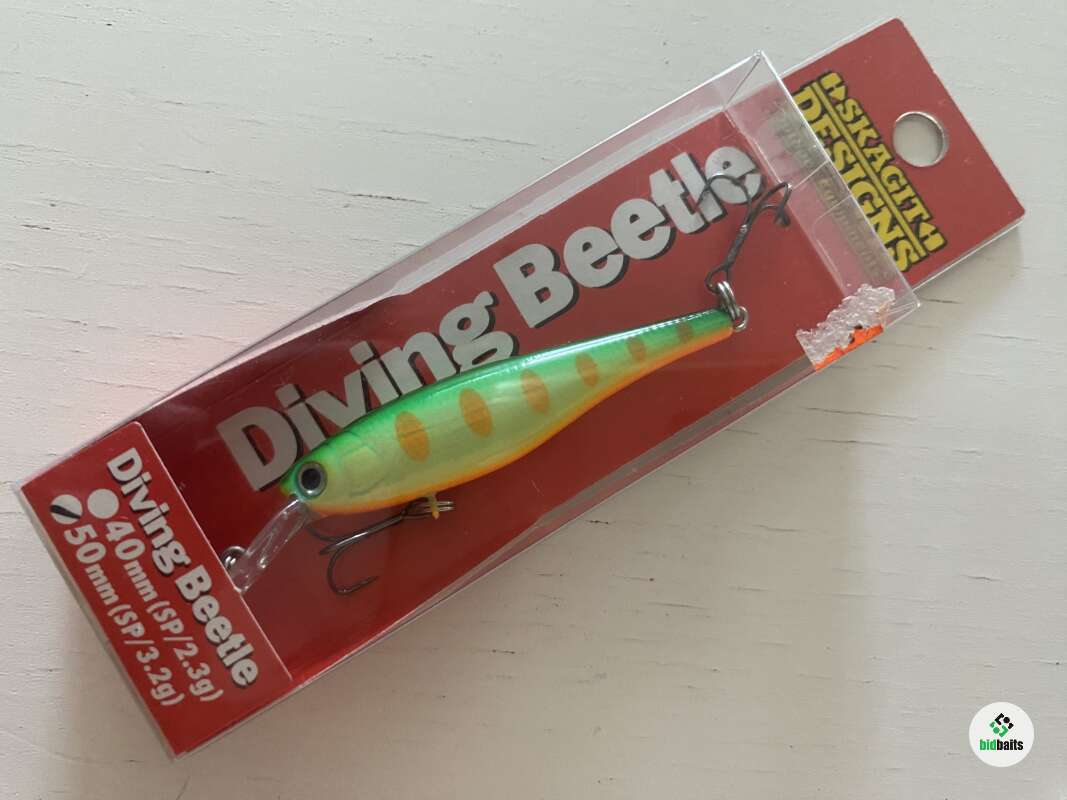 SKAGIT
DESIGNS
Diving Beetle
Diving Beetle
40mm (SP/2.3g)
50mm (SP/3.2g)
bidbaits